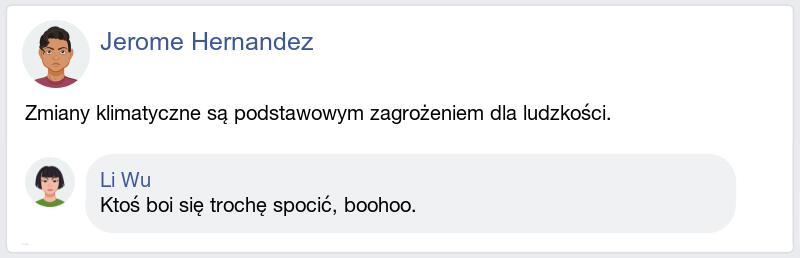 Jerome Hernandez
Zmiany klimatyczne są podstawowym zagrożeniem dla ludzkości.
Li Wu
Ktoś boi się trochę spocić, boohoo.